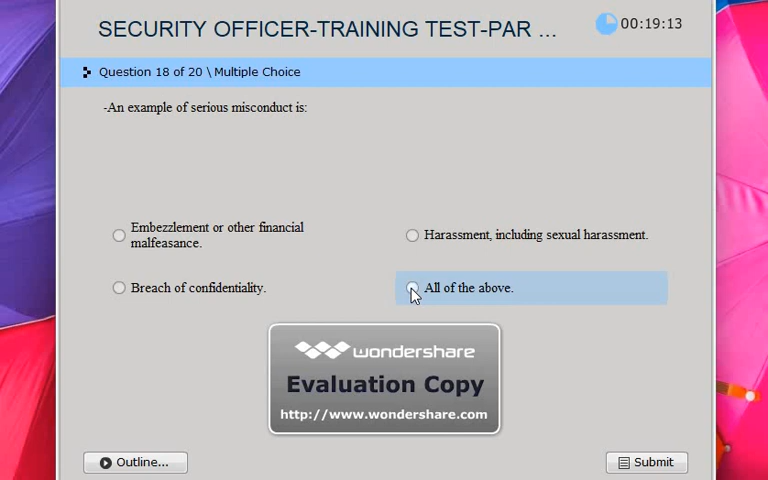 SECURITY OFFICER-TRAINING TEST-PAR ...
00:19:13
Question 18 of 20 \ Multiple Choice
-An example of serious misconduct is:
Embezzlement or other financial
malfeasance.
Harassment, including sexual harassment.
Breach of confidentiality.
All of the above.
wondershare
Evaluation Copy
http://www.wondershare.com
Outline...
Submit